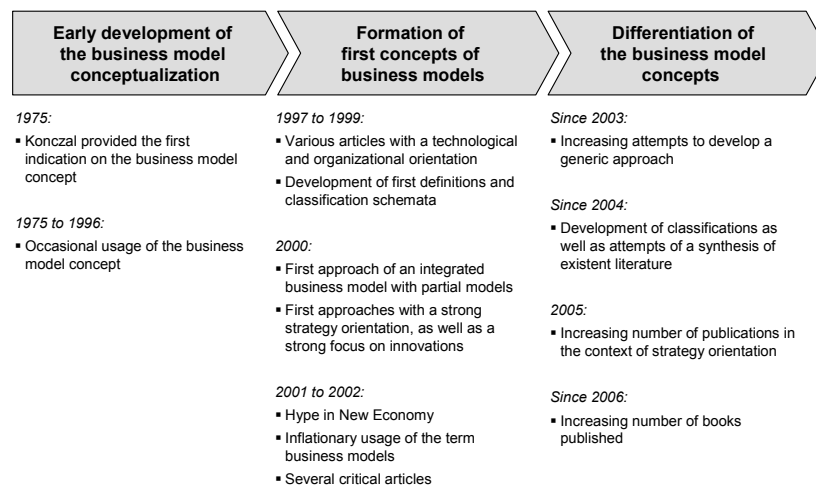 Early development of
the business model
conceptualization
1975:
▪ Konczal provided the first
indication on the business model
concept
1975 to 1996:
▪ Occasional usage of the business
model concept
Formation of
first concepts of
business models
1997 to 1999:
▪ Various articles with a technological
and organizational orientation
▪ Development of first definitions and
classification schemata
2000:
▪ First approach of an integrated
business model with partial models
▪ First approaches with a strong
strategy orientation, as well as a
strong focus on innovations
2001 to 2002:
▪ Hype in New Economy
▪ Inflationary usage of the term
business models
▪ Several critical articles
Differentiation of
the business model
concepts
Since 2003:
▪ Increasing attempts to develop a
generic approach
Since 2004:
▪ Development of classifications as
well as attempts of a synthesis of
existent literature
2005:
▪ Increasing number of publications in
the context of strategy orientation
Since 2006:
▪ Increasing number of books
published